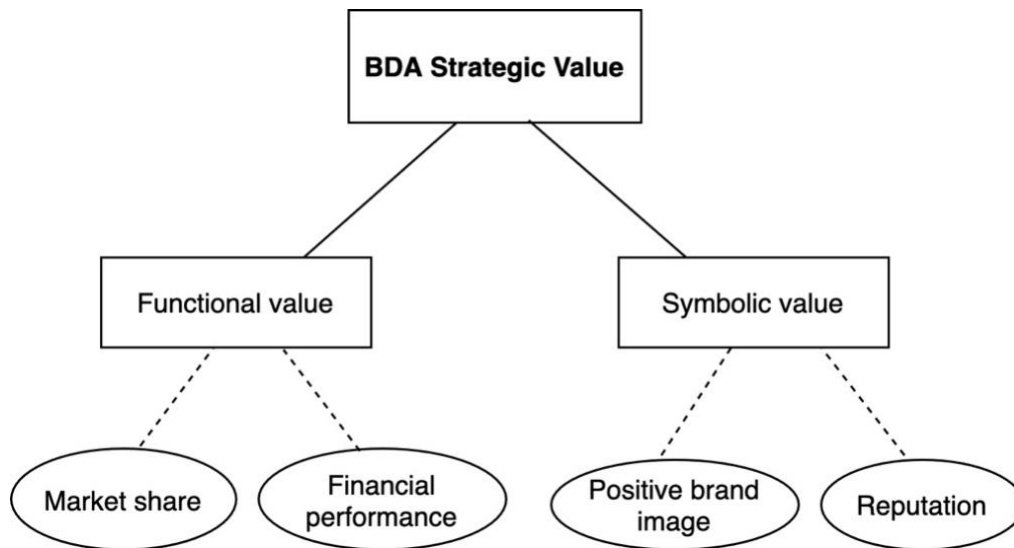 BDA Strategic Value
Functional value
Symbolic value
Market share
Financial
performance
Positive brand
image
Reputation